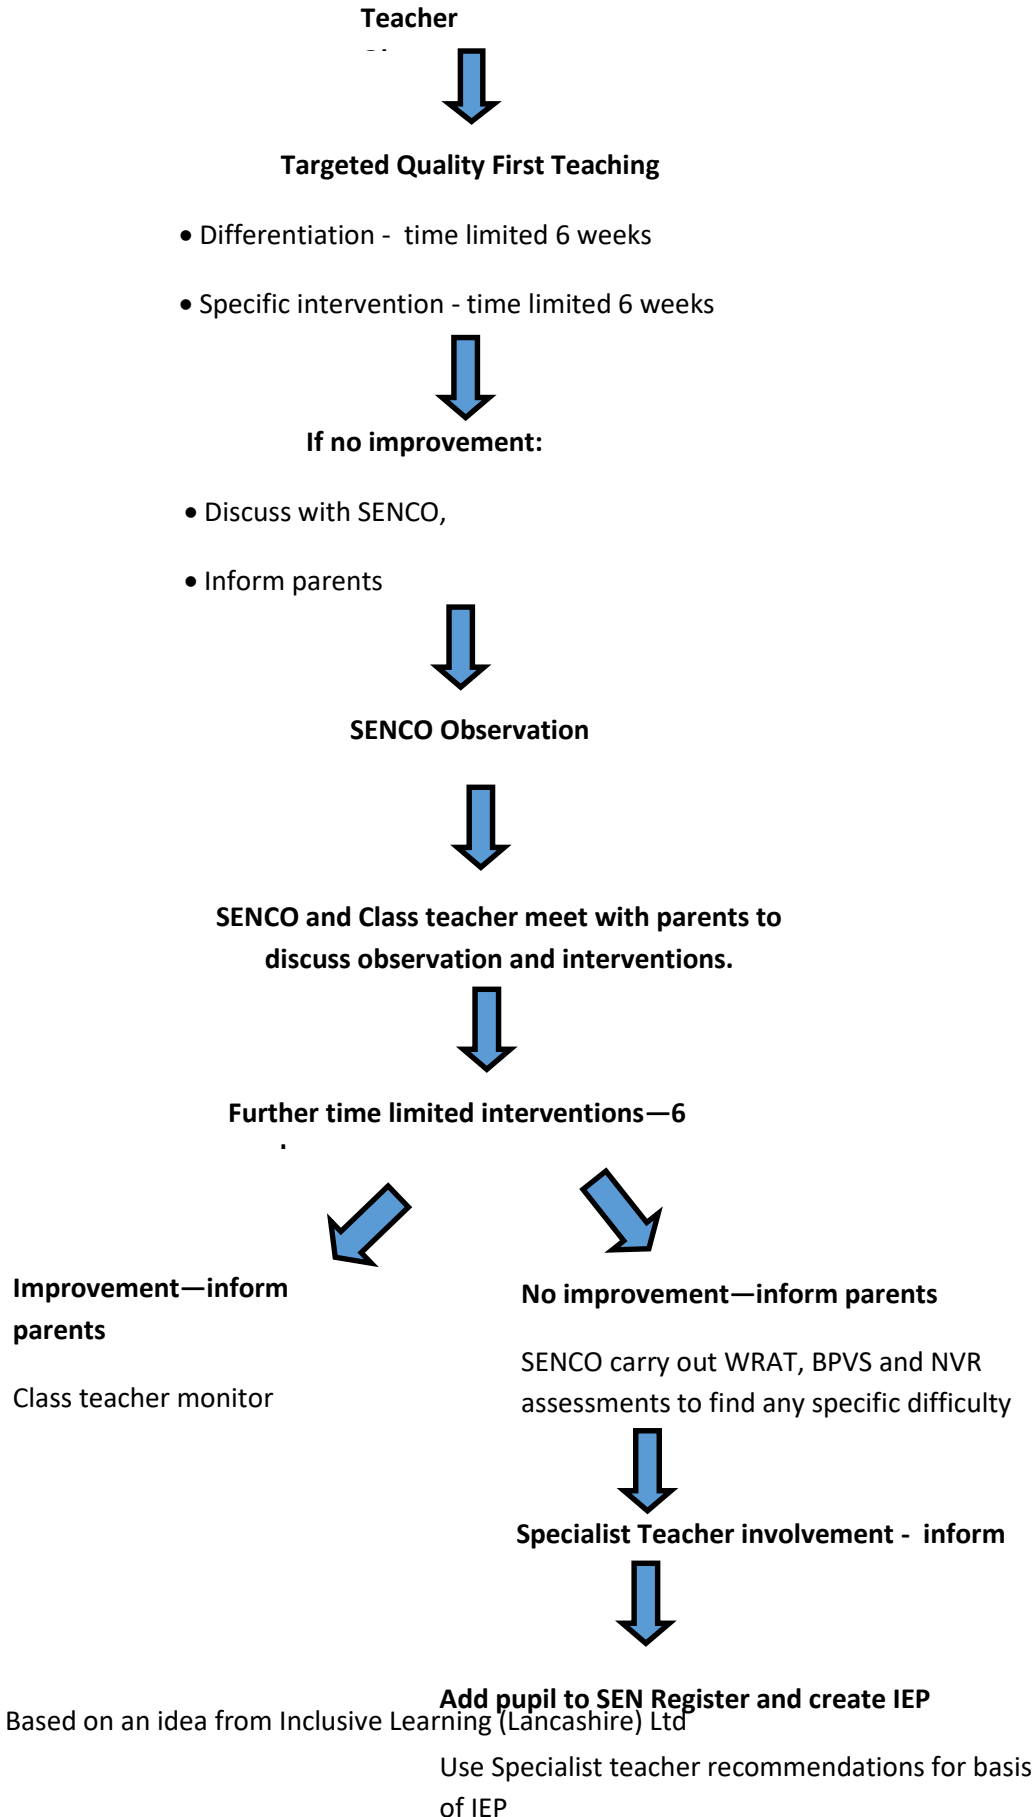 Teacher
Targeted Quality First Teaching
• Differentiation -  time limited 6 weeks
• Specific intervention - time limited 6 weeks
If no improvement:
• Discuss with SENCO,
• Inform parents
SENCO Observation
SENCO and Class teacher meet with parents to
discuss observation and interventions.
Further time limited interventions—6
Improvement—inform
parents
Class teacher monitor
No improvement—inform parents
SENCO carry out WRAT, BPVS and NVR
assessments to find any specific difficulty
Specialist Teacher involvement -  inform
Add pupil to SEN Register and create IEP
Based on an idea from Inclusive Learning (Lancashire) Ltd
Use Specialist teacher recommendations for basis
of IEP